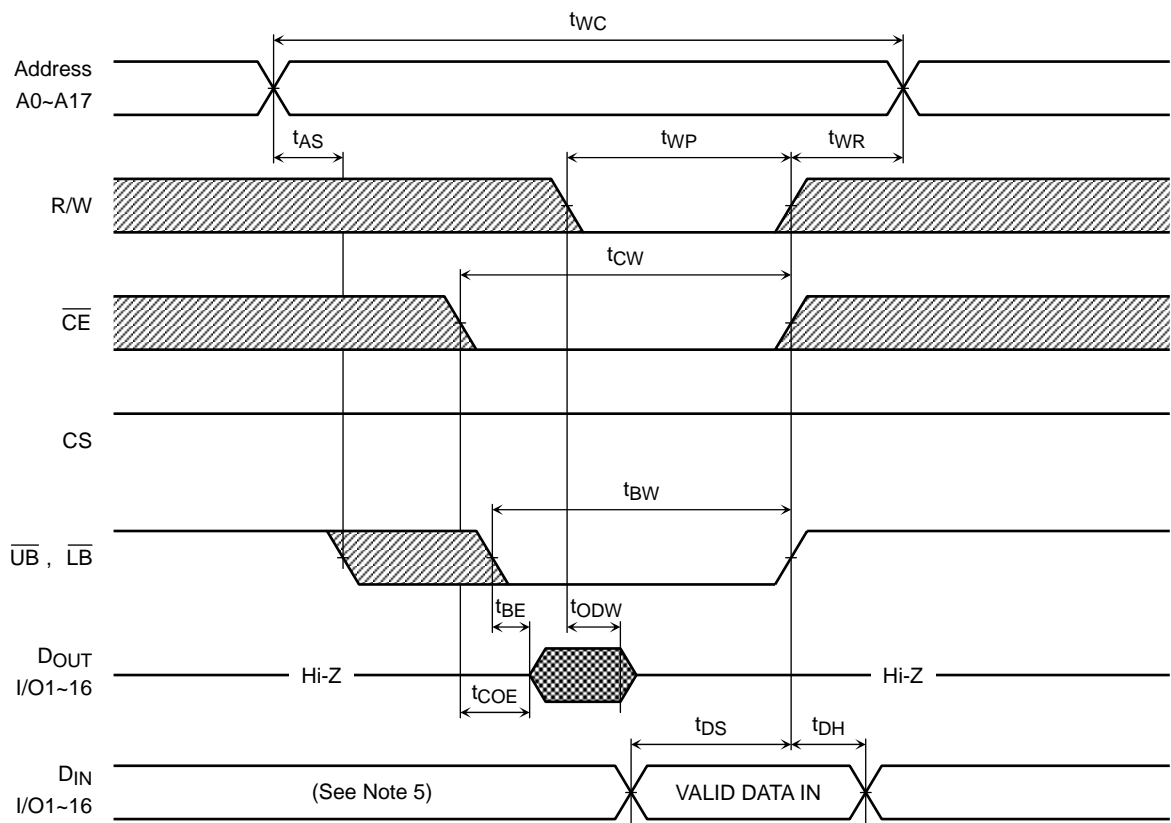 tWC
Address
A0~A17
tAS
tWP
tWR
R/W
tCW
CE
CS
tBW
UB , LB
tBE
tODW
DOUT
I/O1~16
Hi-Z
Hi-Z
tCOE
tDS
tDH
DIN
I/O1~16
(See Note 5)
VALID DATA IN